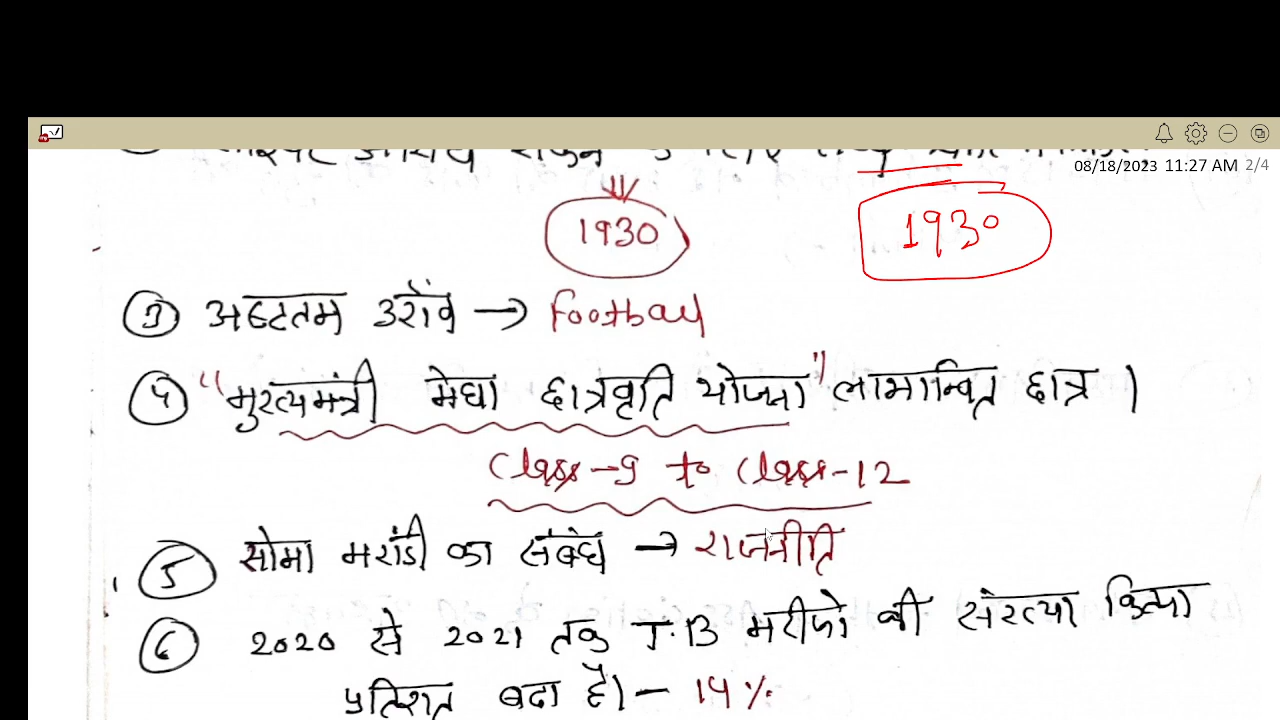 08/18/2023 11:27 AM 2/4
1930 1930
③ अष्टतम उराँव → Football
④ "मुख्यमंत्री मेघा छात्रवृति योजना" लाभान्वित छात्र ।
Class-9 to Class-12
⑤ सोमा मरांडी का संबंध → राजनीति
⑥ 2020 से 2021 तक T.B मरीजो की संख्या कितना
प्रतिशत बढा है। - 14%